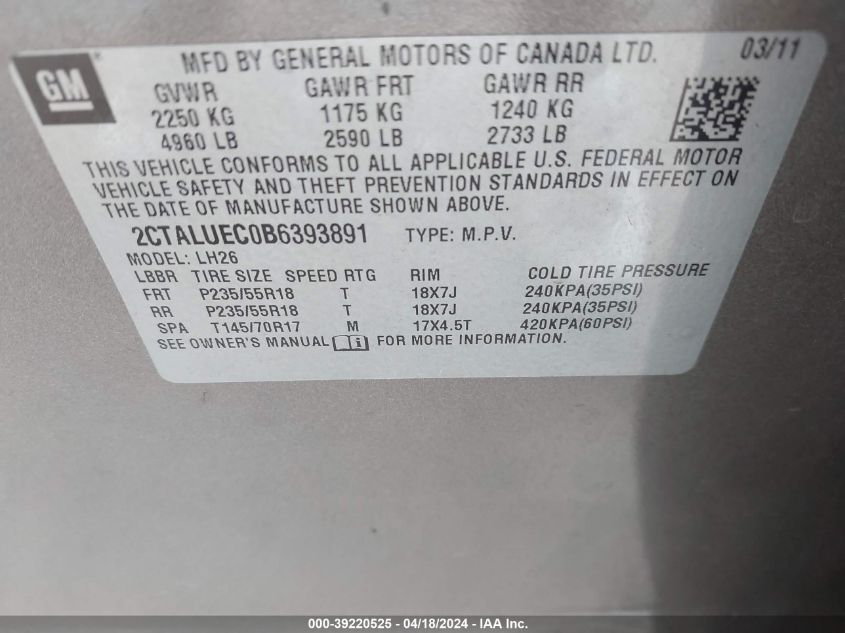 GM
MFD BY GENERAL MOTORS OF CANADA LTD. 03/11
GVWR GAWR FRT GAWR RR
2250 KG 1175 KG 1240 KG
4960 LB 2590 LB 2733 LB
THIS VEHICLE CONFORMS TO ALL APPLICABLE U.S. FEDERAL MOTOR
VEHICLE SAFETY AND THEFT PREVENTION STANDARDS IN EFFECT ON
THE DATE OF MANUFACTURE SHOWN ABOVE.
2CTALUEC0B6393891 TYPE: M.P.V.
MODEL: LH26
LBBR TIRE SIZE SPEED RTG RIM COLD TIRE PRESSURE
FRT P235/55R18 T 18X7J 240KPA(35PSI)
RR P235/55R18 T 18X7J 240KPA(35PSI)
SPA T145/70R17 M 17X4.5T 420KPA(60PSI)
SEE OWNER'S MANUAL i FOR MORE INFORMATION.
000-39220525 - 04/18/2024 - IAA Inc.